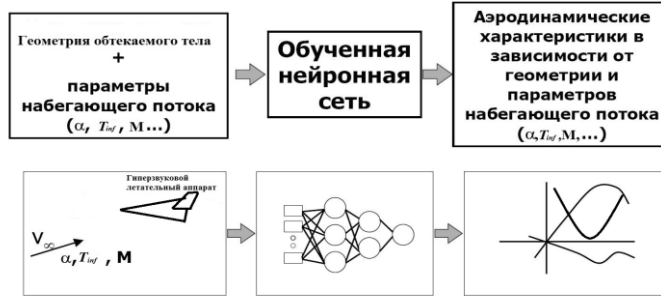 Геометрия обтекаемого тела
+
параметры
набегающего потока
(α, Tinf, М...)
Обученная
нейронная
сеть
Аэродинамические
характеристики в
зависимости от
геометрии и
параметров
набегающего потока
(α,Tinf,М,...)
Гиперзвуковой
летательный аппарат
V∞
α,Tinf , М